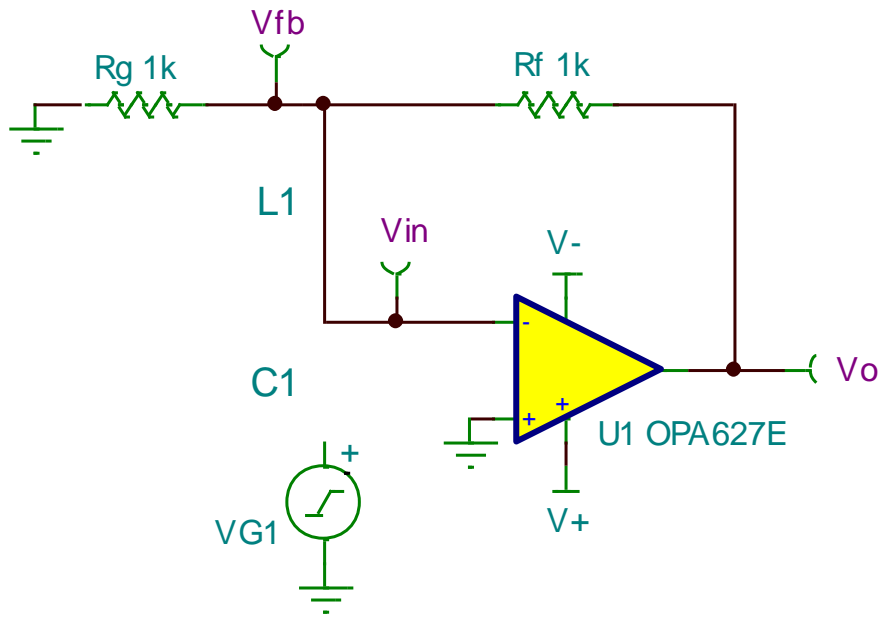 Vfb
Rg 1k
Rf 1k
L1
Vin
V-
-
Vo
C1
+
+
U1 OPA627E
+
VG1
V+